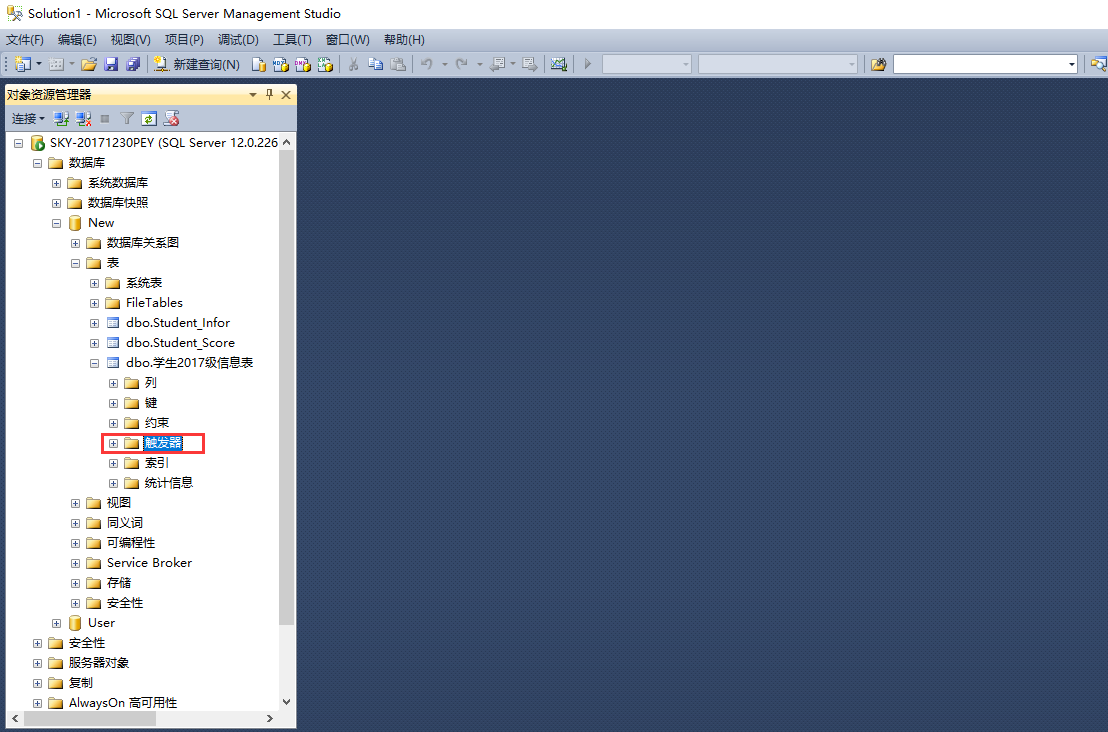 Solution1 - Microsoft SQL Server Management Studio
文件(F) 编辑(E) 视图(V) 项目(P) 调试(D) 工具(T) 窗口(W) 帮助(H)
新建查询(N)
对象资源管理器
连接
SKY-20171230PEY (SQL Server 12.0.226
数据库
系统数据库
数据库快照
New
数据库关系图
表
系统表
FileTables
dbo.Student_Infor
dbo.Student_Score
dbo.学生2017级信息表
列
键
约束
触发器
索引
统计信息
视图
同义词
可编程性
Service Broker
存储
安全性
User
安全性
服务器对象
复制
AlwaysOn 高可用性